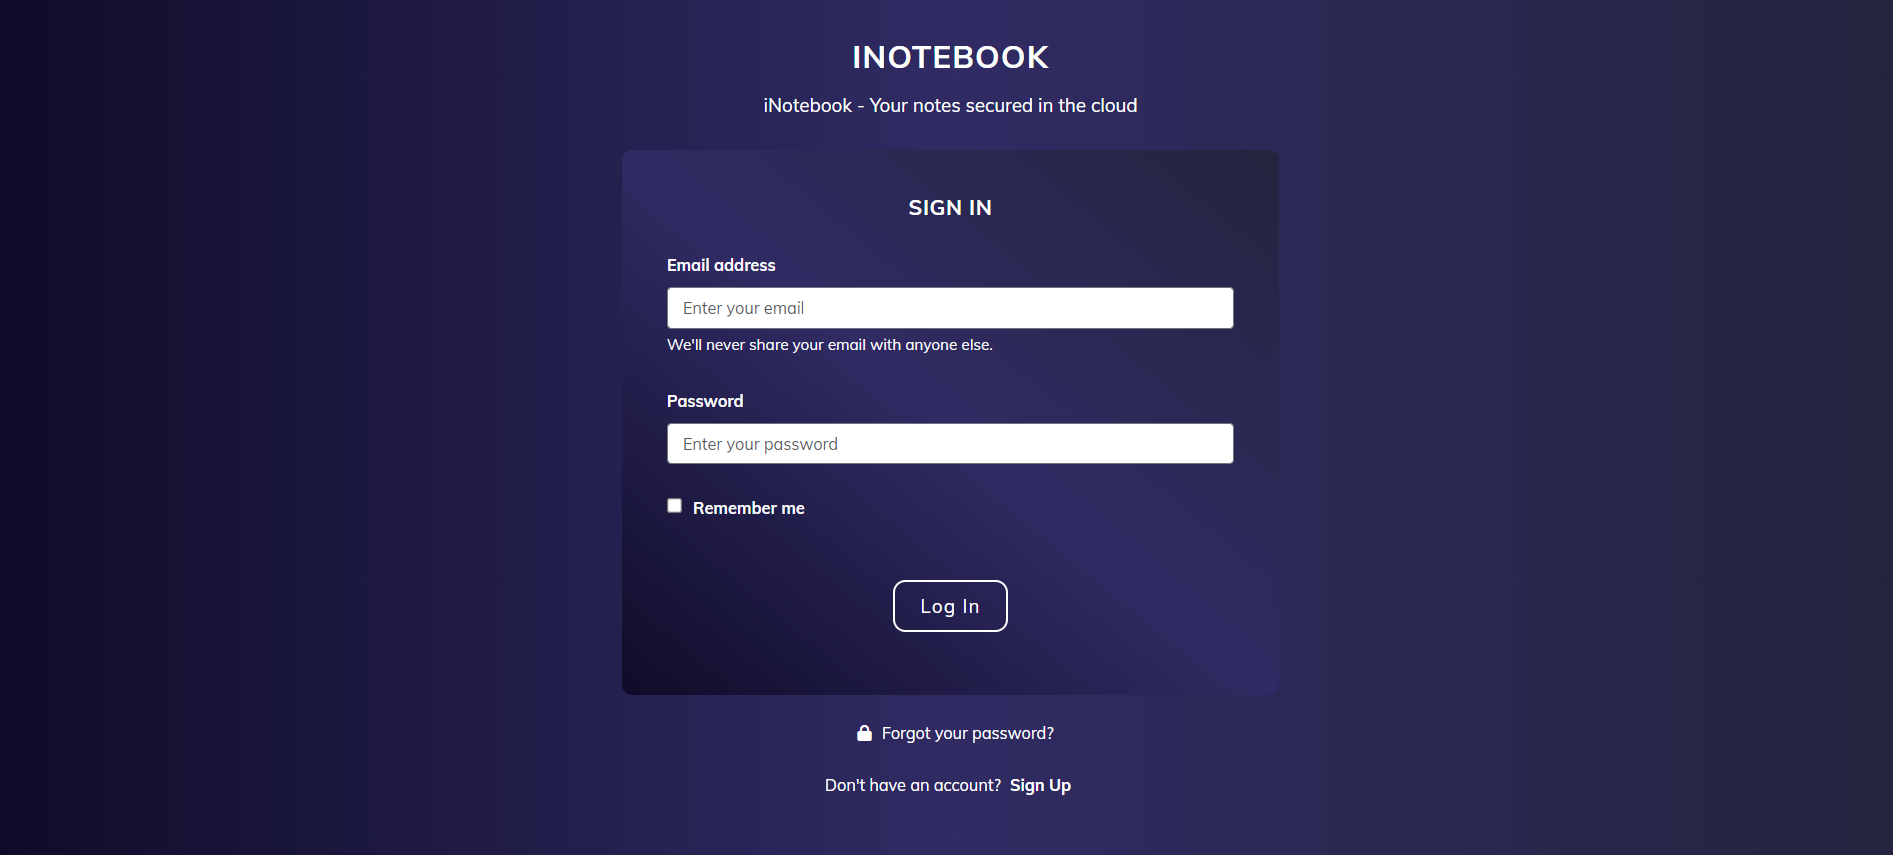 INOTEBOOK
iNotebook - Your notes secured in the cloud
SIGN IN
Email address
Enter your email
We'll never share your email with anyone else.
Password
Enter your password
Remember me
Log In
Forgot your password?
Don't have an account? Sign Up